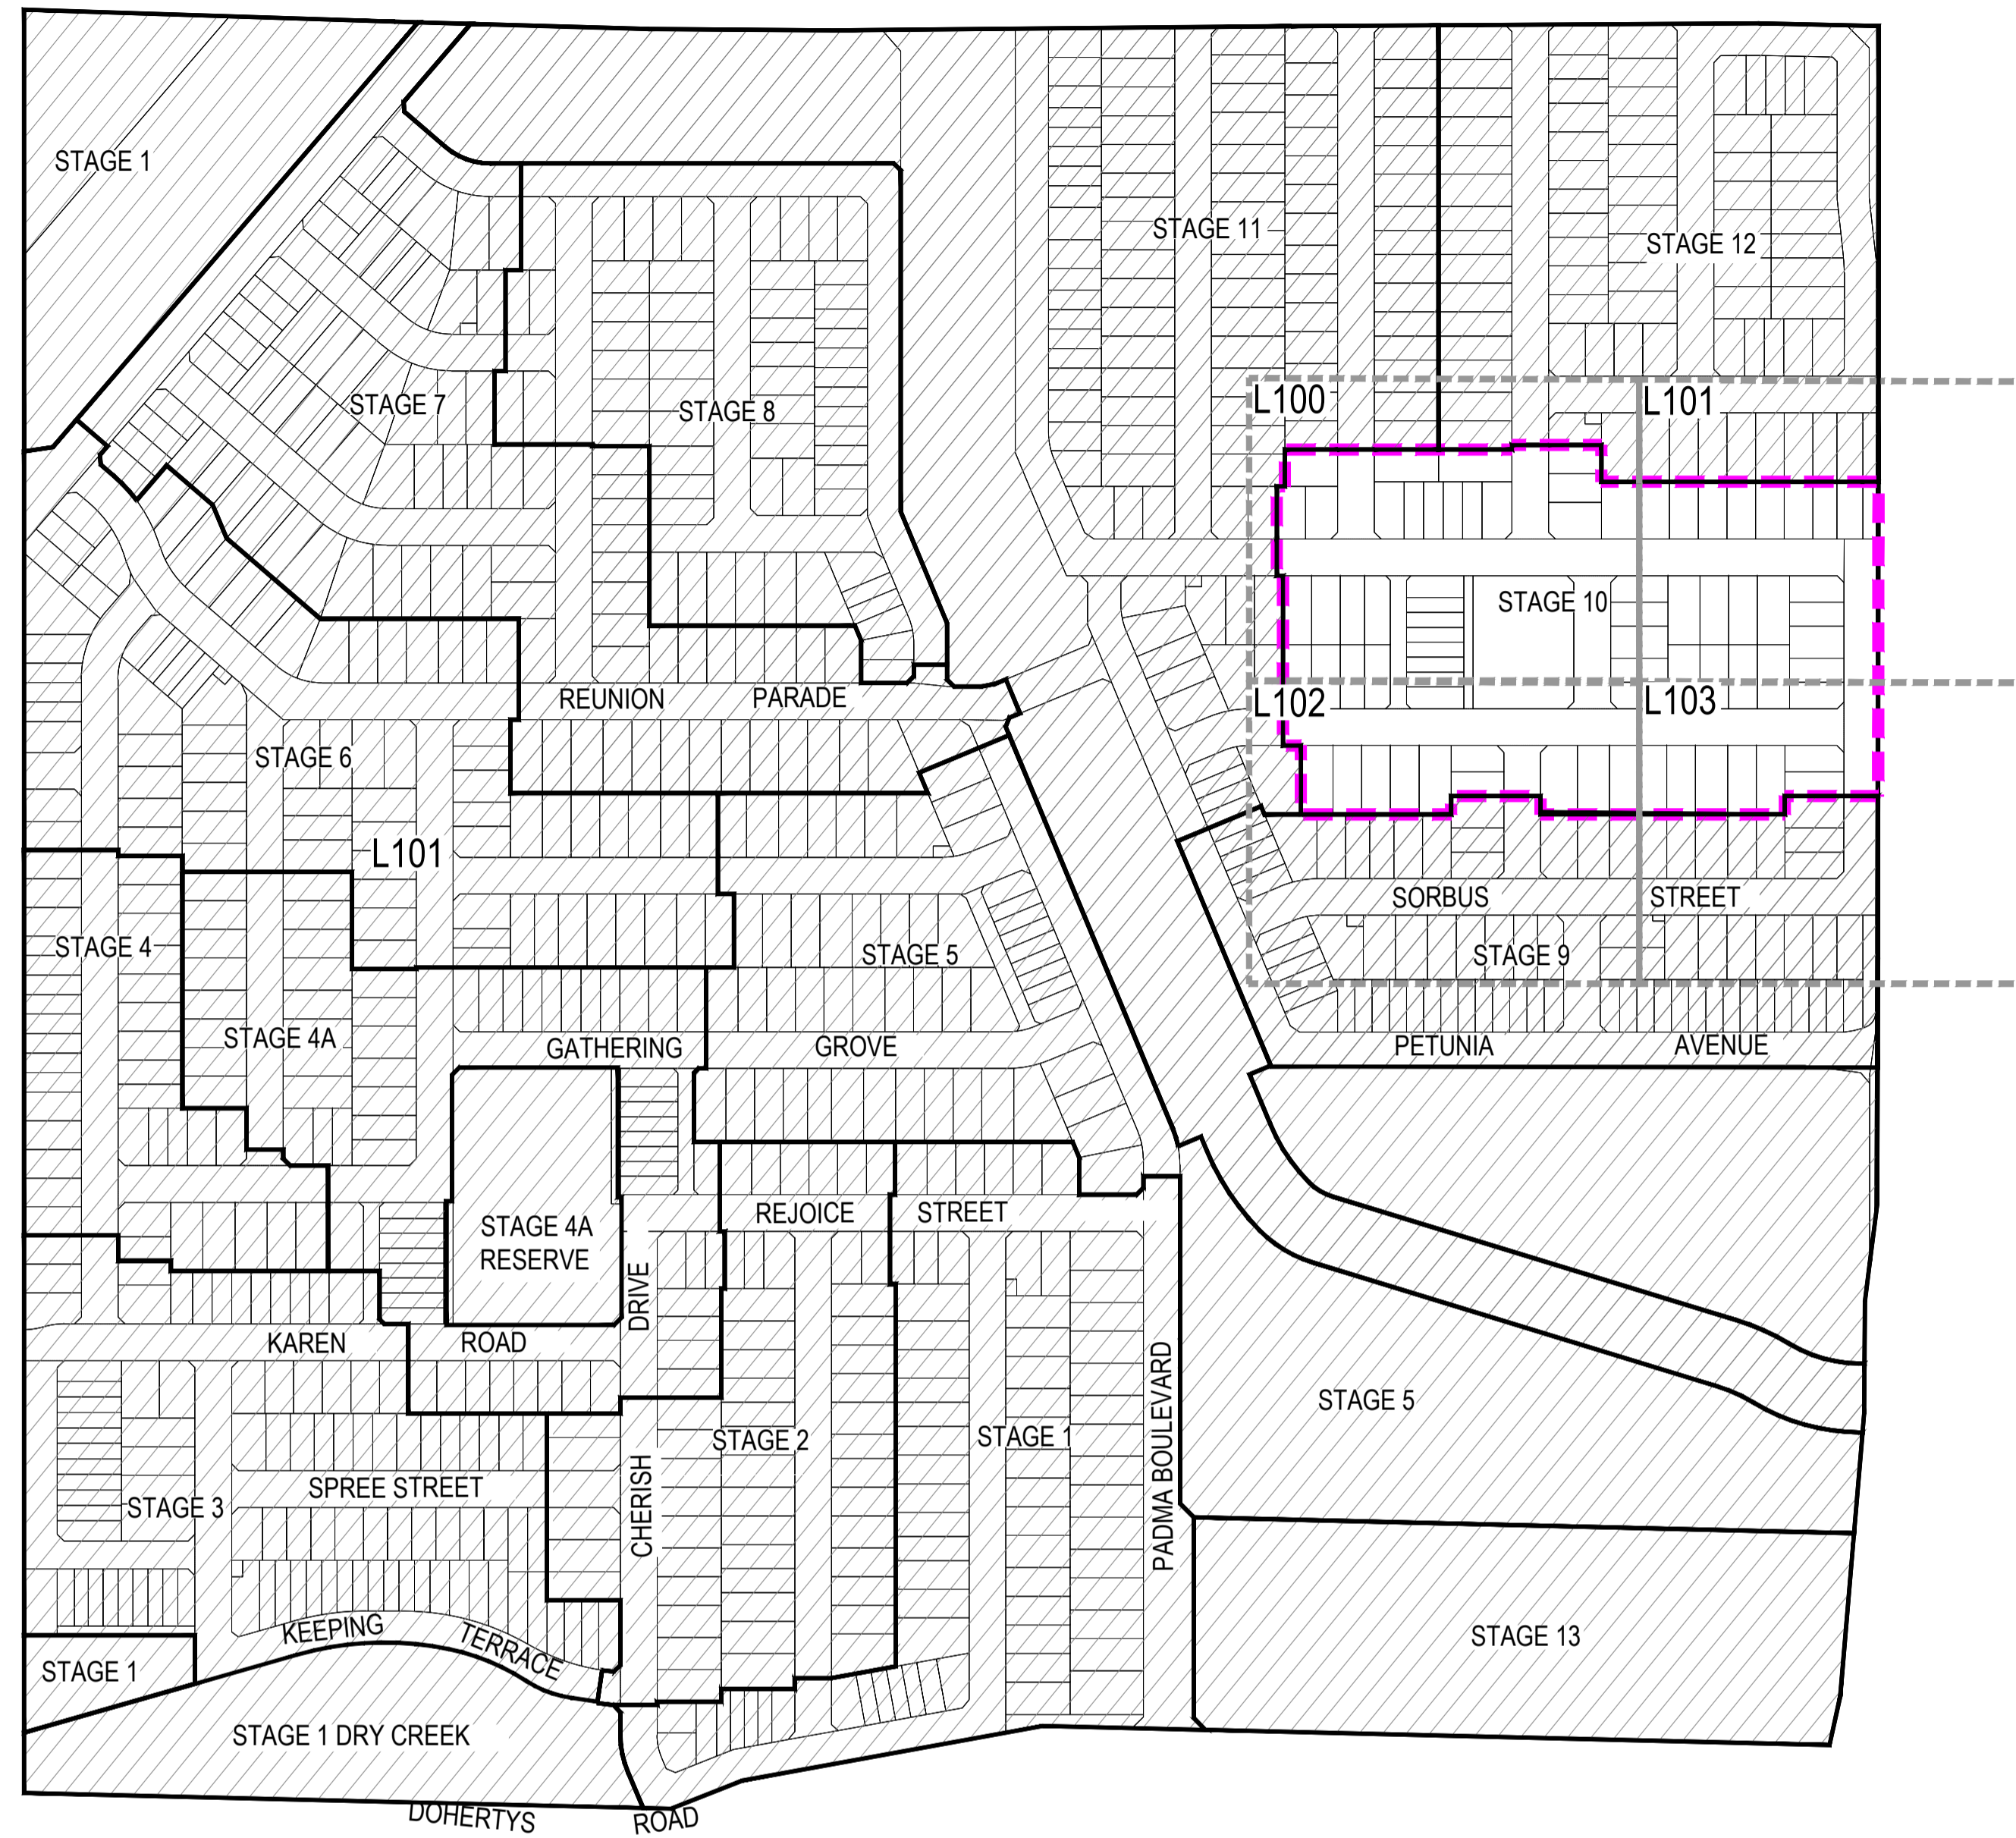 STAGE 1
STAGE 11
STAGE 12
STAGE 7
STAGE 8
L100
L101
STAGE 10
REUNION PARADE
L102
L103
STAGE 6
L101
SORBUS STREET
STAGE 4
STAGE 5
STAGE 9
STAGE 4A
GATHERING GROVE
PETUNIA AVENUE
REJOICE STREET
STAGE 4A
RESERVE
DRIVE
KAREN ROAD
STAGE 5
STAGE 2
STAGE 1
PADMA BOULEVARD
CHERISH
SPREE STREET
STAGE 3
KEEPING TERRACE
STAGE 13
STAGE 1
STAGE 1 DRY CREEK
DOHERTYS ROAD